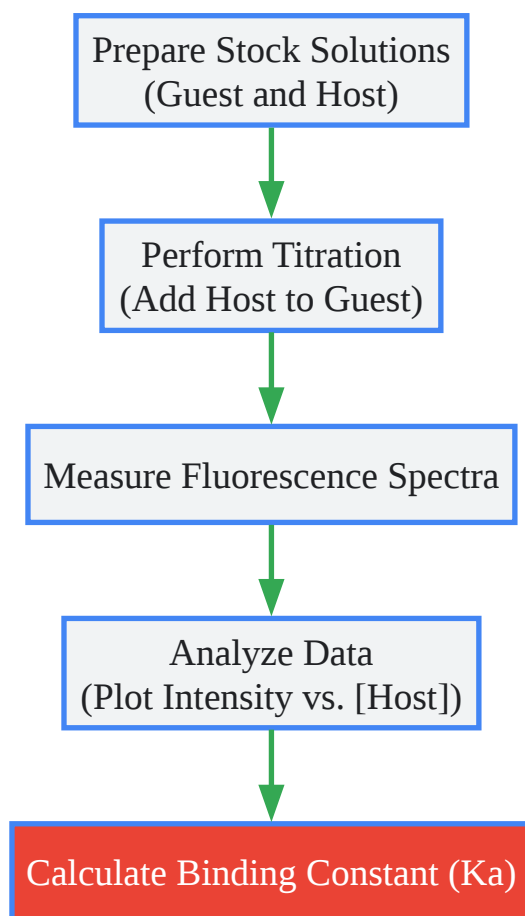 Prepare Stock Solutions
(Guest and Host)
Perform Titration
(Add Host to Guest)
Measure Fluorescence Spectra
Analyze Data
(Plot Intensity vs. [Host])
Calculate Binding Constant (Ka)